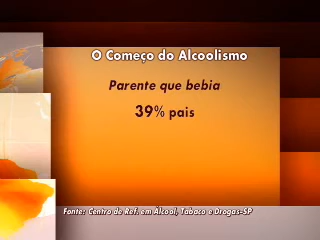 O Começo do Alcoolismo
Parente que bebia
39% pais
Fonte: Centro de Ref. em Álcool, Tabaco e Drogas-SP